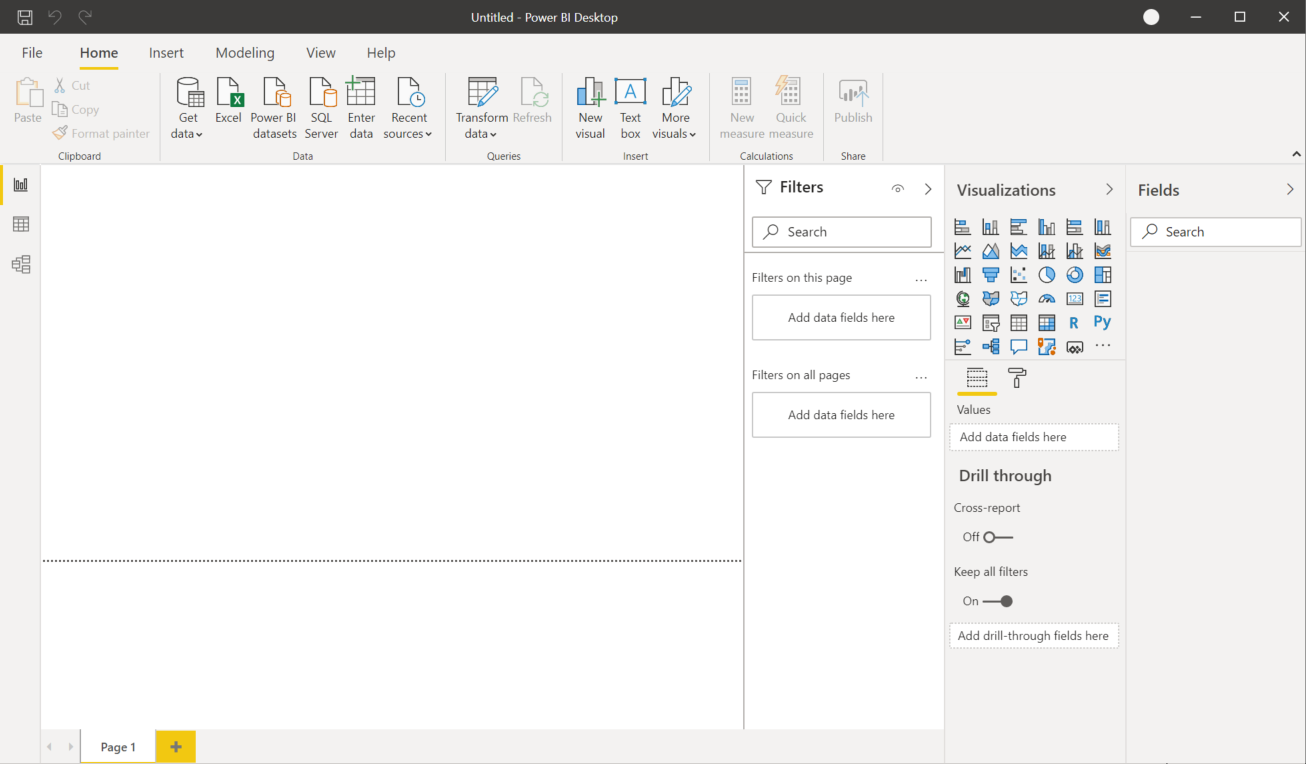 Untitled - Power BI Desktop
File Home Insert Modeling View Help
Paste
Cut
Copy
Format painter
Clipboard
Get data
Excel
Power BI datasets
SQL Server
Enter data
Recent sources
Data
Transform data
Refresh
Queries
New visual
Text box
More visuals
Insert
New measure
Quick measure
Calculations
Publish
Share
Filters
Search
Filters on this page ...
Add data fields here
Filters on all pages ...
Add data fields here
Visualizations
123
R
Py
...
Values
Add data fields here
Drill through
Cross-report
Off
Keep all filters
On
Add drill-through fields here
Fields
Search
Page 1
+